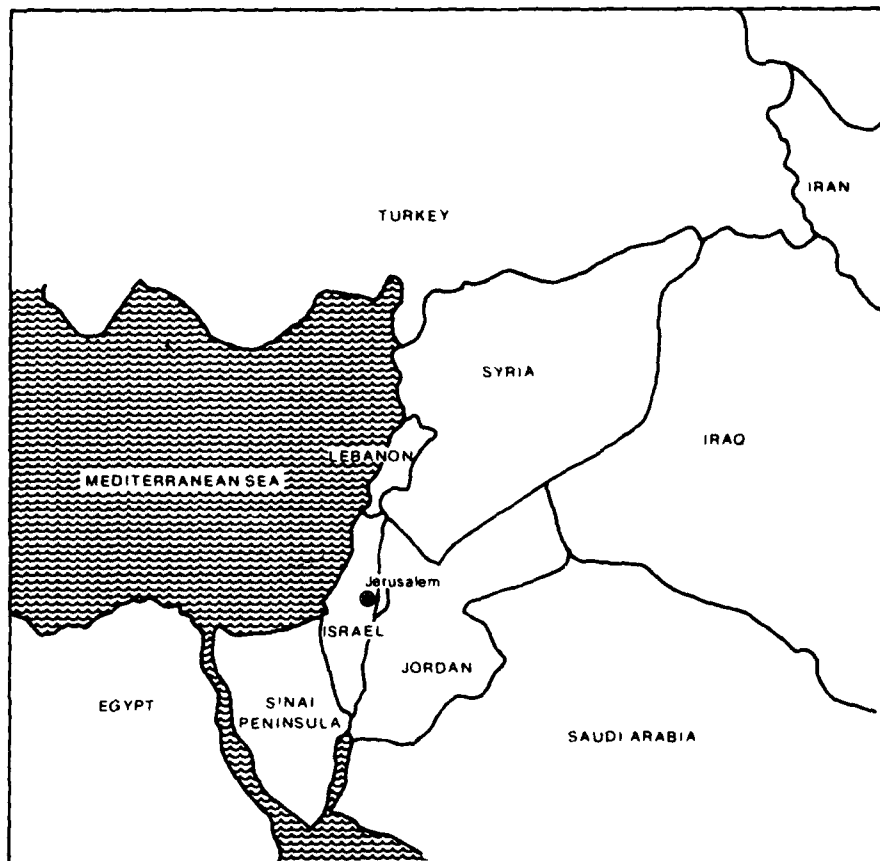 IRAN
TURKEY
SYRIA
IRAQ
LEBANON
MEDITERRANEAN SEA
Jerusalem
ISRAEL
JORDAN
EGYPT
SINAI
PENINSULA
SAUDI ARABIA